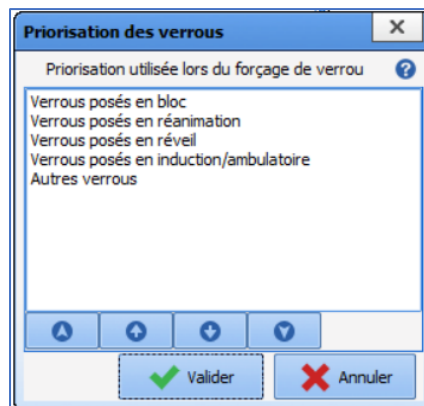 Priorisation des verrous
Priorisation utilisée lors du forçage de verrou
Verrous posés en bloc
Verrous posés en réanimation
Verrous posés en réveil
Verrous posés en induction/ambulatoire
Autres verrous
Valider
Annuler